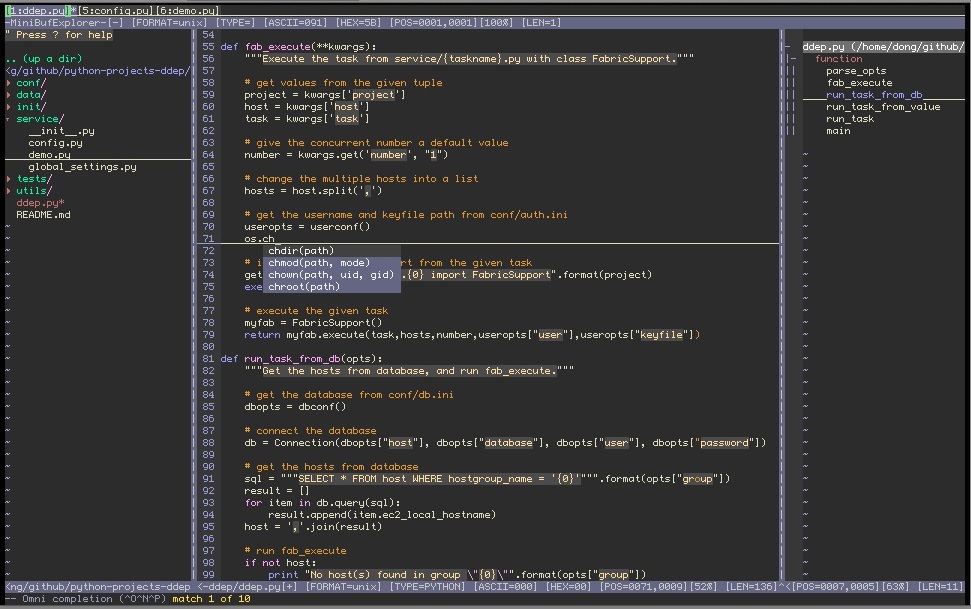 [1:ddep.py]*[5:config.py][6:demo.py]
-MiniBufExplorer-[-] [FORMAT=unix] [TYPE=] [ASCII=091] [HEX=5B] [POS=0001,0001][100%] [LEN=1]
" Press ? for help
.. (up a dir)
<g/github/python-projects-ddep/
conf/
data/
init/
service/
__init__.py
config.py
demo.py
global_settings.py
tests/
utils/
ddep.py*
README.md
54
55 def fab_execute(**kwargs):
56 """Execute the task from service/{taskname}.py with class FabricSupport."""
57
58 # get values from the given tuple
59 project = kwargs['project']
60 host = kwargs['host']
61 task = kwargs['task']
62
63 # give the concurrent number a default value
64 number = kwargs.get('number', "1")
65
66 # change the multiple hosts into a list
67 hosts = host.split(',')
68
69 # get the username and keyfile path from conf/auth.ini
70 useropts = userconf()
71 os.ch
72 chdir(path)
73 # i chmod(path, mode) rt from the given task
74 get chown(path, uid, gid) .{0} import FabricSupport".format(project)
75 exe chroot(path)
76
77 # execute the given task
78 myfab = FabricSupport()
79 return myfab.execute(task,hosts,number,useropts["user"],useropts["keyfile"])
80
81 def run_task_from_db(opts):
82 """Get the hosts from database, and run fab_execute."""
83
84 # get the database from conf/db.ini
85 dbopts = dbconf()
86
87 # connect the database
88 db = Connection(dbopts["host"], dbopts["database"], dbopts["user"], dbopts["password"])
89
90 # get the hosts from database
91 sql = """SELECT * FROM host WHERE hostgroup_name = '{0}'""".format(opts["group"])
92 result = []
93 for item in db.query(sql):
94 result.append(item.ec2_local_hostname)
95 host = ','.join(result)
96
97 # run fab_execute
98 if not host:
99 print "No host(s) found in group \"{0}\"".format(opts["group"])
ddep.py (/home/dong/github/
function
parse_opts
fab_execute
run_task_from_db
run_task_from_value
run_task
main
<ng/github/python-projects-ddep <-ddep/ddep.py[+] [FORMAT=unix] [TYPE=PYTHON] [ASCII=000] [HEX=00] [POS=0071,0009][52%] [LEN=136]^<[POS=0007,0005][63%] [LEN=11]
-- Omni completion (^O^N^P) match 1 of 10